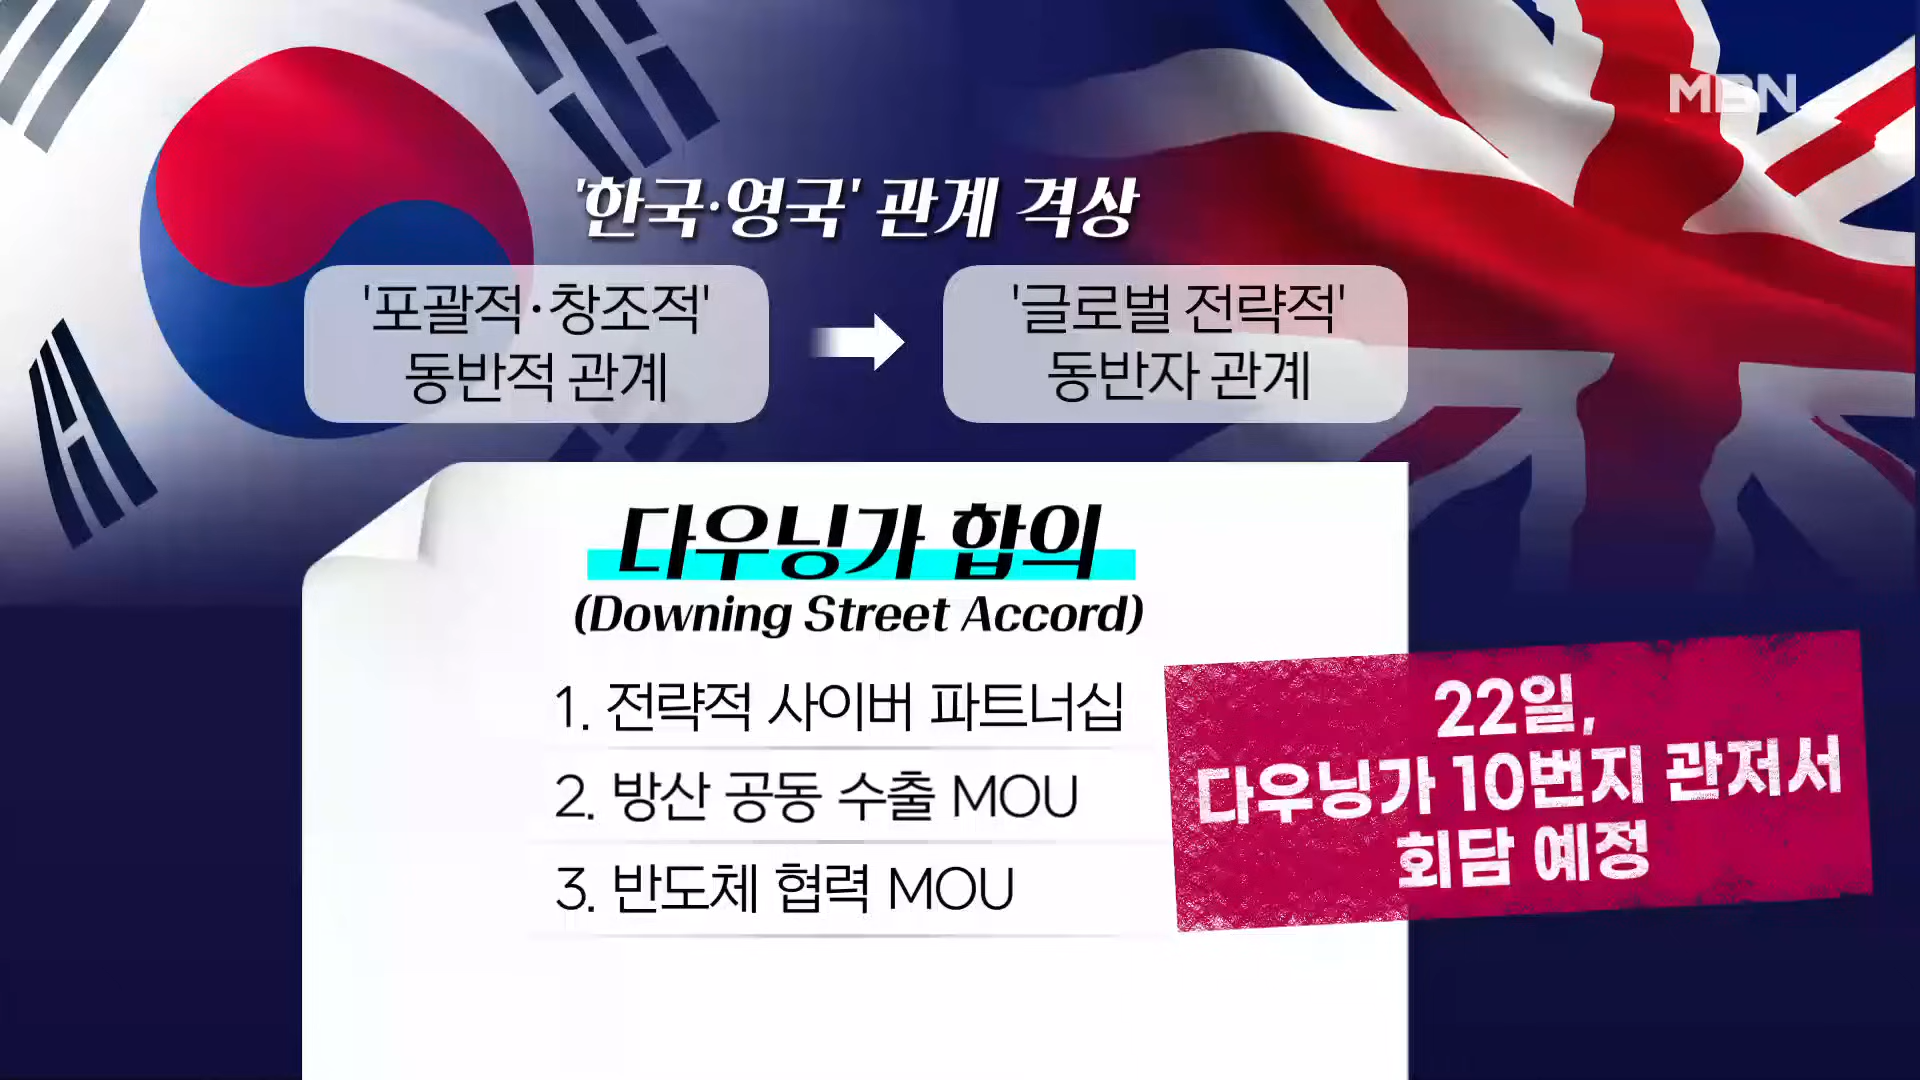 MBN
'한국·영국' 관계 격상
'포괄적·창조적'
동반적 관계
'글로벌 전략적'
동반자 관계
다우닝가 합의
(Downing Street Accord)
1. 전략적 사이버 파트너십
2. 방산 공동 수출 MOU
3. 반도체 협력 MOU
22일,
다우닝가 10번지 관저서
회담 예정